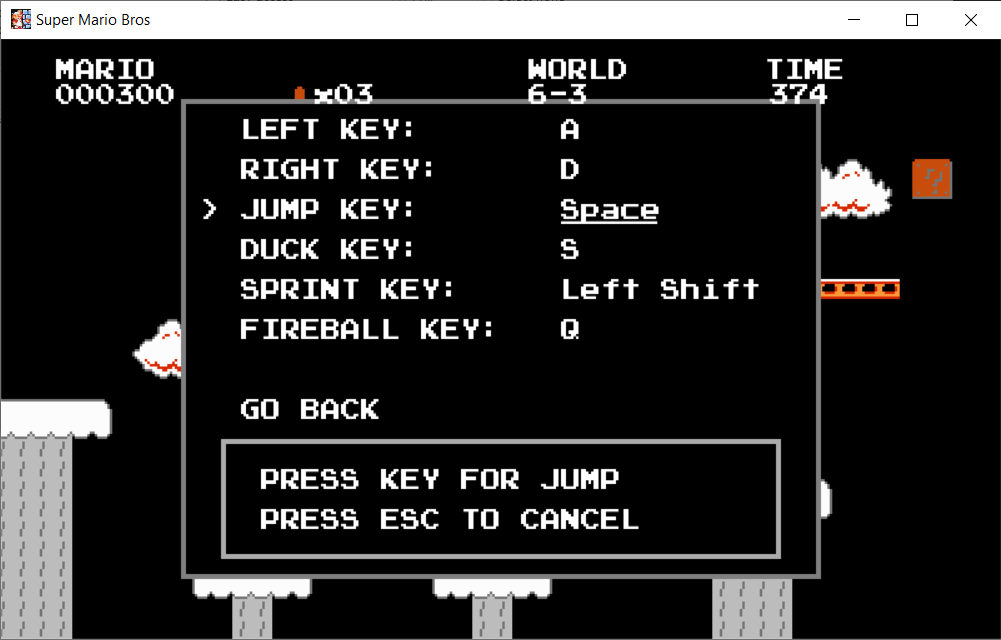 Super Mario Bros
MARIO WORLD TIME
000300 x03 6-3 374
LEFT KEY: A
RIGHT KEY: D
> JUMP KEY: Space
DUCK KEY: S
SPRINT KEY: Left Shift
FIREBALL KEY: Q
GO BACK
PRESS KEY FOR JUMP
PRESS ESC TO CANCEL
?